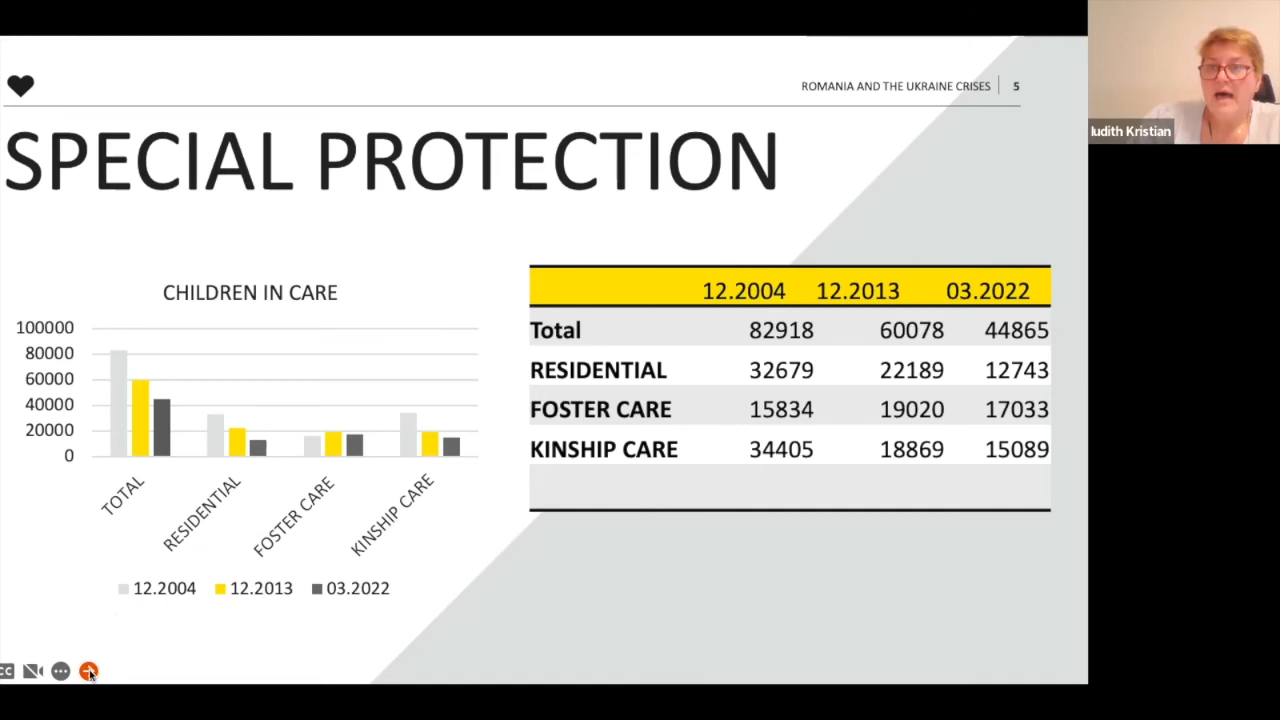 ROMANIA AND THE UKRAINE CRISES 5
SPECIAL PROTECTION
CHILDREN IN CARE
100000
80000
60000
40000
20000
0
TOTAL
RESIDENTIAL
FOSTER CARE
KINSHIP CARE
12.2004 12.2013 03.2022
12.2004 12.2013 03.2022
Total 82918 60078 44865
RESIDENTIAL 32679 22189 12743
FOSTER CARE 15834 19020 17033
KINSHIP CARE 34405 18869 15089
Iudith Kristian
CC